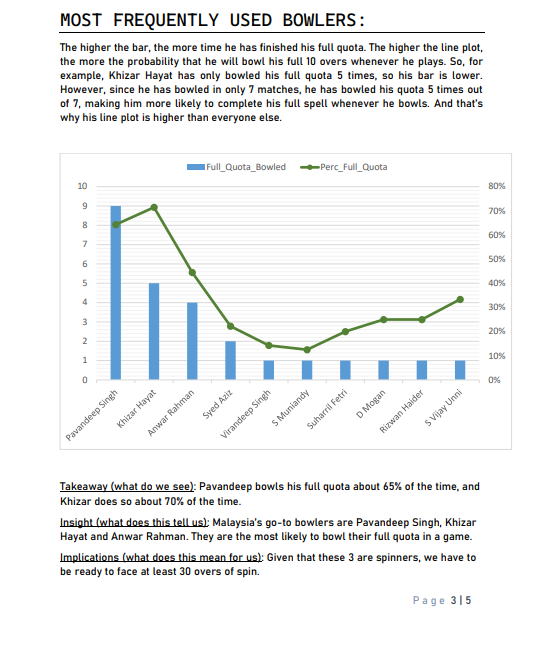 MOST FREQUENTLY USED BOWLERS:
The higher the bar, the more time he has finished his full quota. The higher the line plot,
the more the probability that he will bowl his full 10 overs whenever he plays. So, for
example, Khizar Hayat has only bowled his full quota 5 times, so his bar is lower.
However, since he has bowled in only 7 matches, he has bowled his quota 5 times out
of 7, making him more likely to complete his full spell whenever he bowls. And that's
why his line plot is higher than everyone else.
Full_Quota_Bowled Perc_Full_Quota
10 80%
9 70%
8 60%
7 50%
6 40%
5 30%
4 20%
3 10%
2 0%
1
0
Pavandeep Singh
Khizar Hayat
Anwar Rahman
Syed Aziz
Virandeep Singh
S Muniandy
Suharril Fetri
D Mogan
Rizwan Haider
S Vijay Unni
Takeaway (what do we see): Pavandeep bowls his full quota about 65% of the time, and
Khizar does so about 70% of the time.
Insight (what does this tell us): Malaysia's go-to bowlers are Pavandeep Singh, Khizar
Hayat and Anwar Rahman. They are the most likely to bowl their full quota in a game.
Implications (what does this mean for us): Given that these 3 are spinners, we have to
be ready to face at least 30 overs of spin.
Page 3|5